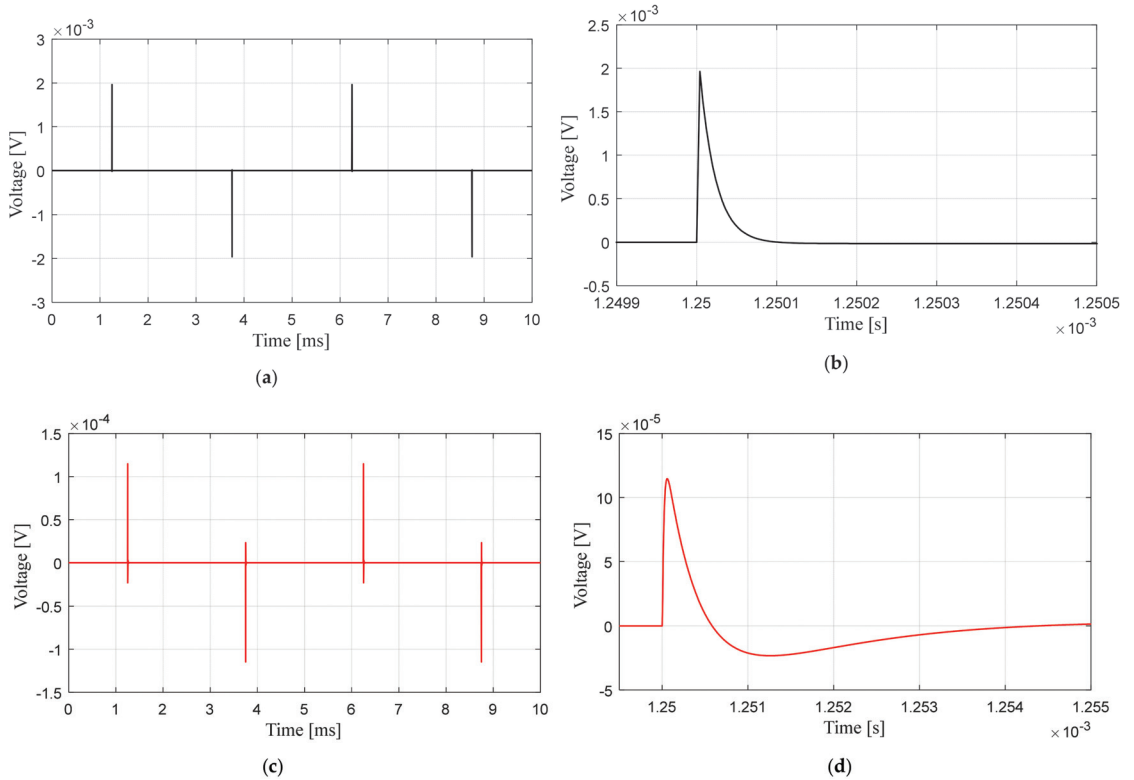 ×10⁻³
3
2
1
0
-1
-2
-3
Voltage [V]
0 1 2 3 4 5 6 7 8 9 10
Time [ms]
(a)
×10⁻³
2.5
2
1.5
1
0.5
0
-0.5
Voltage [V]
1.2499 1.25 1.2501 1.2502 1.2503 1.2504 1.2505
Time [s]
×10⁻³
(b)
×10⁻⁴
1.5
1
0.5
0
-0.5
-1
-1.5
Voltage [V]
0 1 2 3 4 5 6 7 8 9 10
Time [ms]
(c)
×10⁻⁵
15
10
5
0
-5
Voltage [V]
1.25 1.251 1.252 1.253 1.254 1.255
Time [s]
×10⁻³
(d)